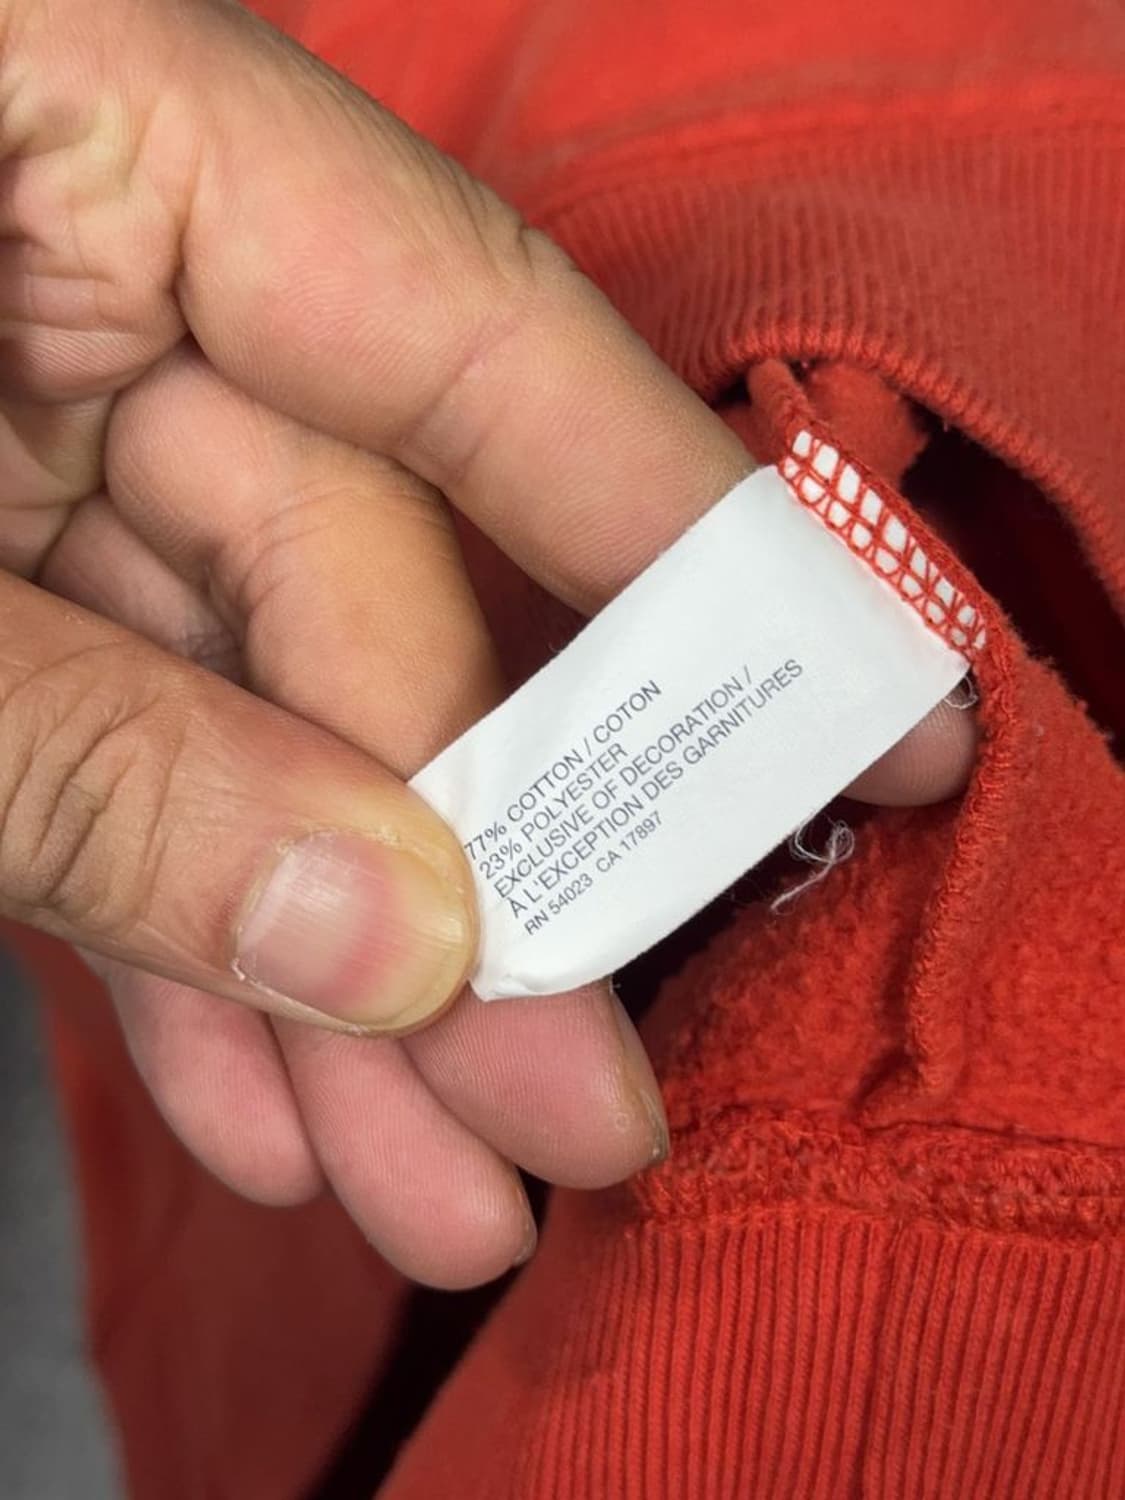 77% COTTON / COTON
23% POLYESTER
EXCLUSIVE OF DECORATION /
À L'EXCEPTION DES GARNITURES
RN 54023 CA 17897